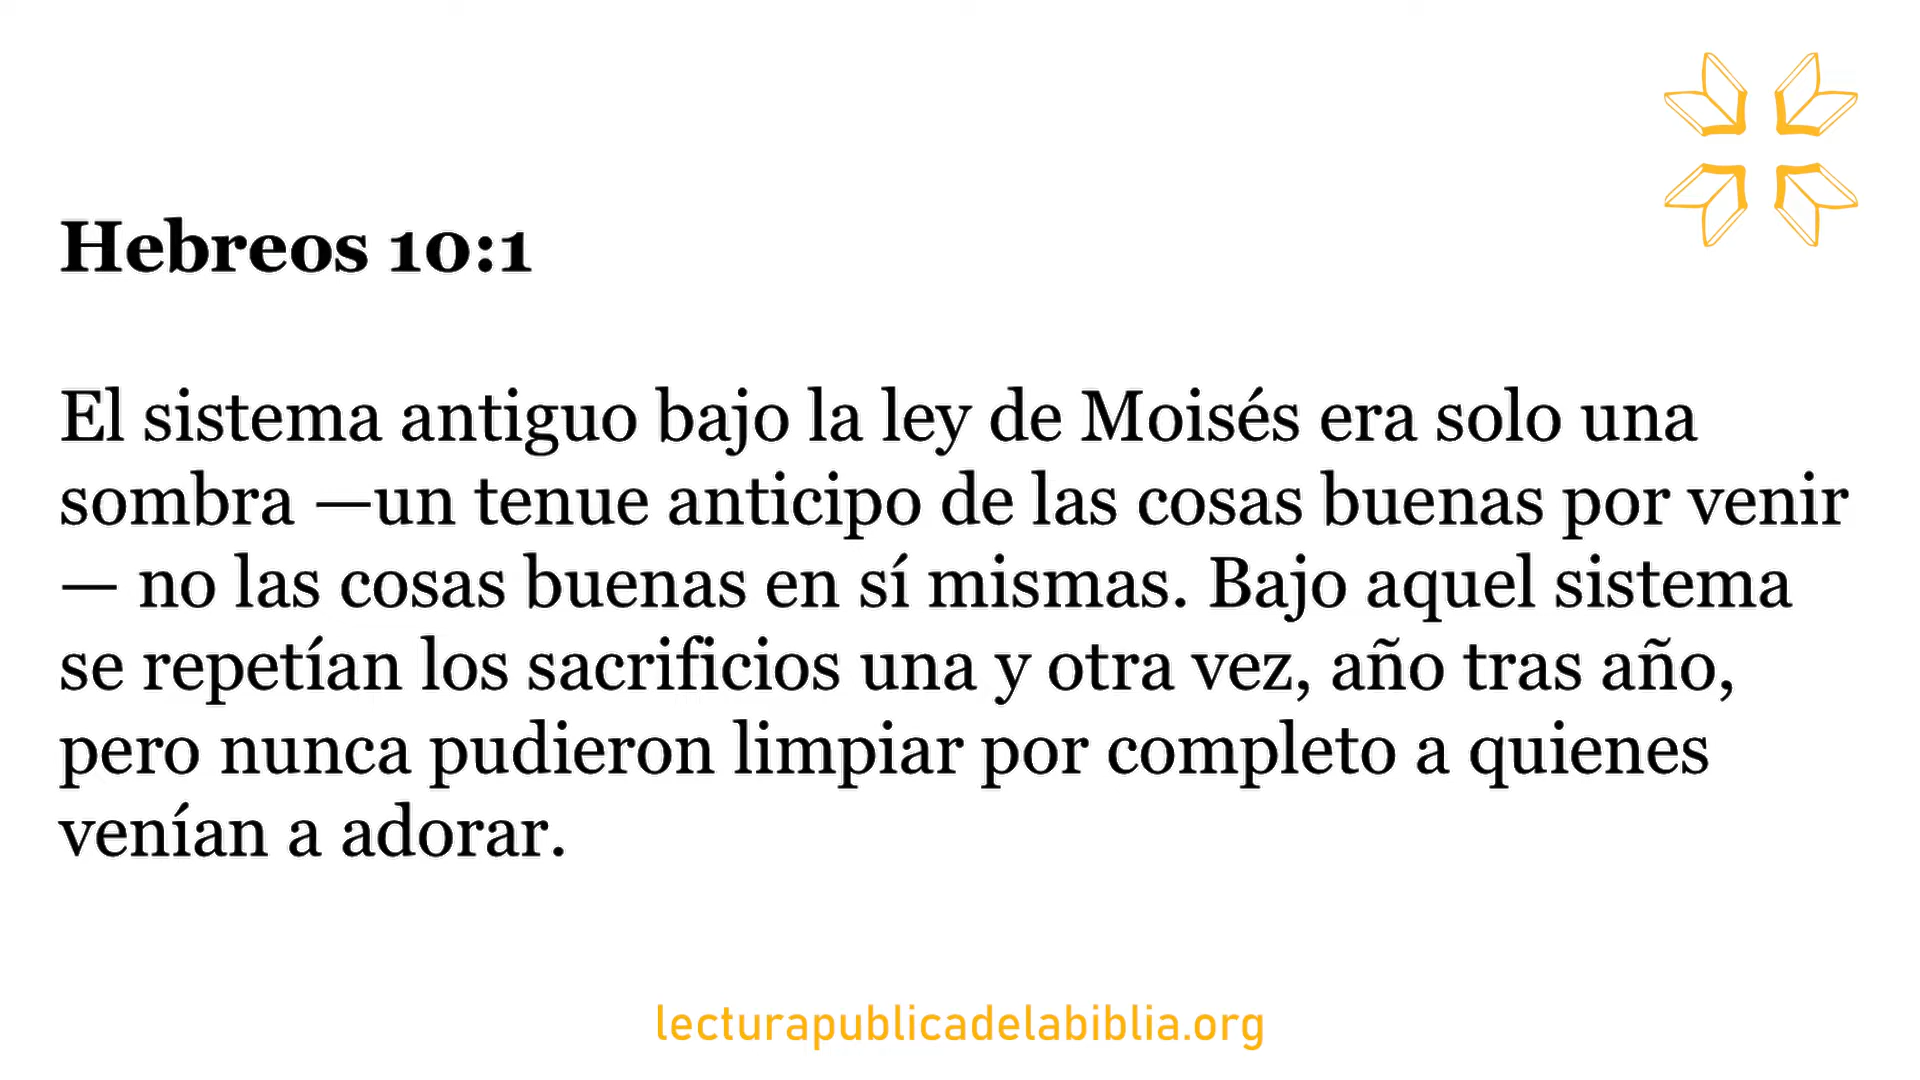 Hebreos 10:1
El sistema antiguo bajo la ley de Moisés era solo una
sombra —un tenue anticipo de las cosas buenas por venir
— no las cosas buenas en sí mismas. Bajo aquel sistema
se repetían los sacrificios una y otra vez, año tras año,
pero nunca pudieron limpiar por completo a quienes
venían a adorar.
lecturapublicadelabiblia.org